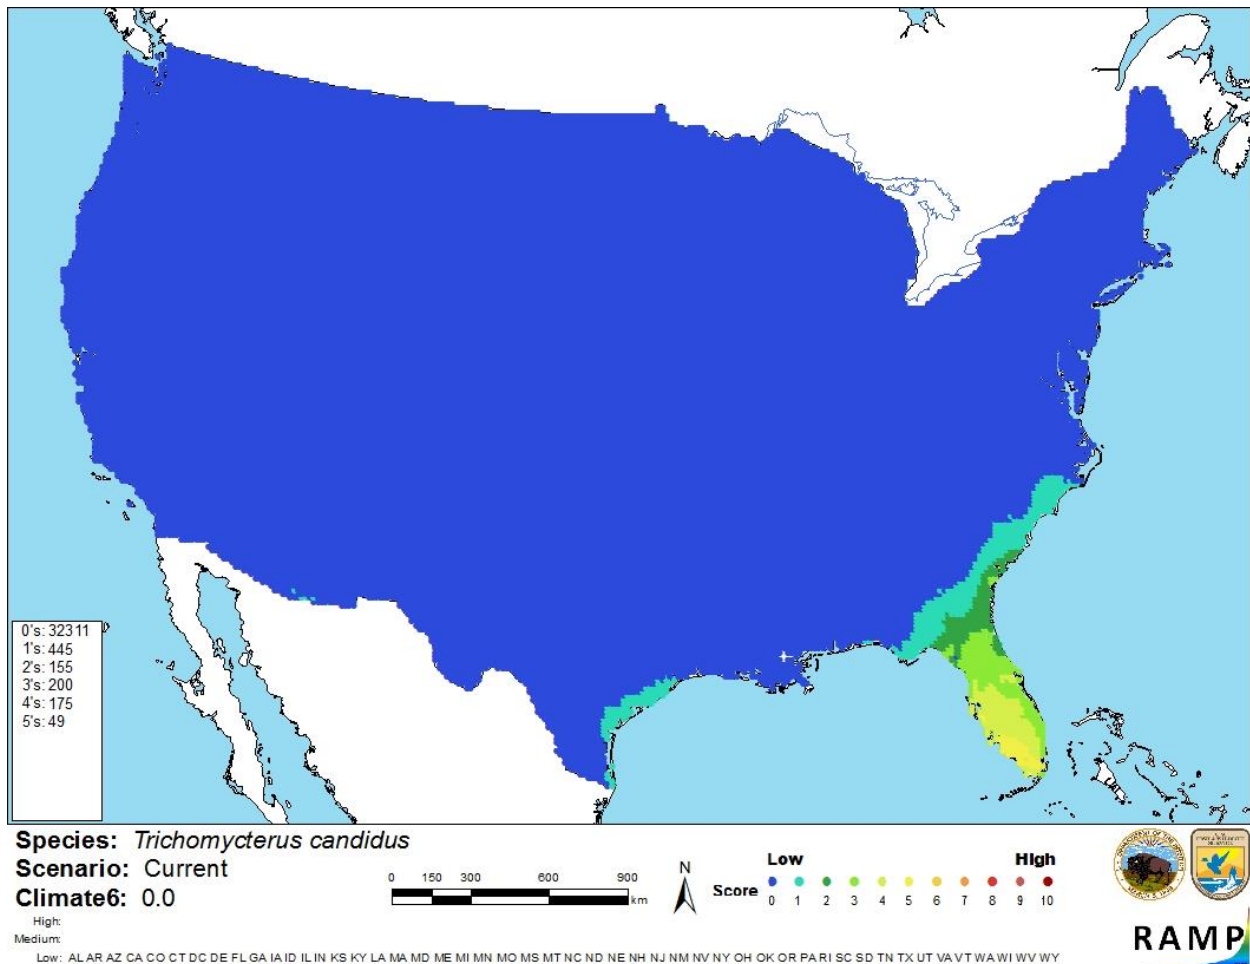 0's: 32311
1's: 445
2's: 155
3's: 200
4's: 175
5's: 49
Species: Trichomycterus candidus
Scenario: Current
Climate6: 0.0
High:
Medium:
Low: AL AR AZ CA CO CT DC DE FL GA IA ID IL IN KS KY LA MA MD ME MI MN MO MS MT NC ND NE NH NJ NM NV NY OH OK OR PA RI SC SD TN TX UT VA VT WA WI WV WY
0 150 300 600 900
km
N
Low High
Score
0 1 2 3 4 5 6 7 8 9 10
RAMP